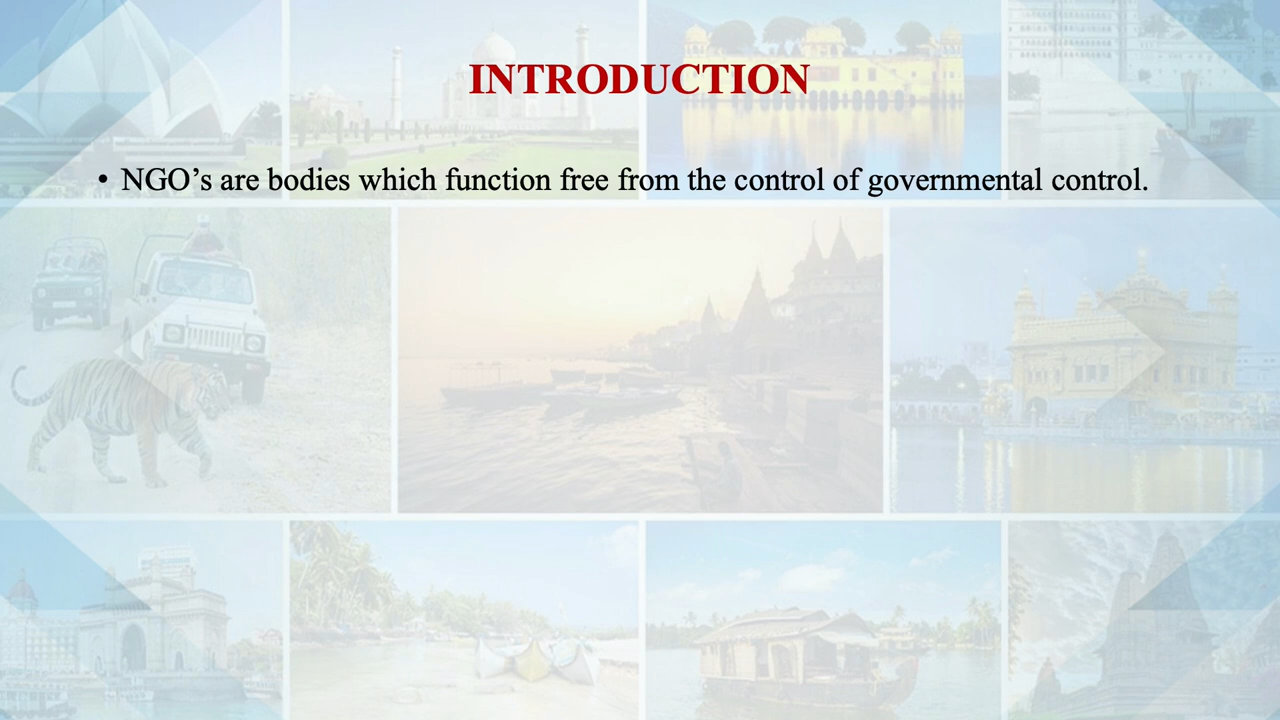 INTRODUCTION
• NGO’s are bodies which function free from the control of governmental control.